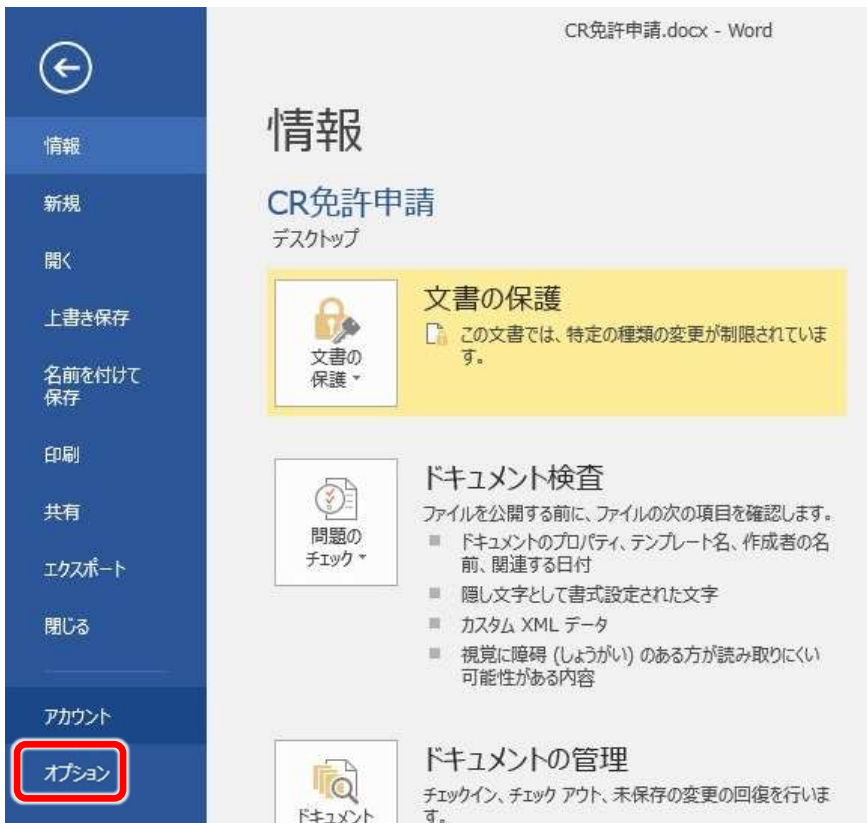 CR免許申請.docx - Word
情報
新規
開く
上書き保存
名前を付けて
保存
印刷
共有
エクスポート
閉じる
アカウント
オプション
情報
CR免許申請
デスクトップ
文書の
保護
文書の保護
この文書では、特定の種類の変更が制限されていま
す。
問題の
チェック
ドキュメント検査
ファイルを公開する前に、ファイルの次の項目を確認します。
ドキュメントのプロパティ、テンプレート名、作成者の名
前、関連する日付
隠し文字として書式設定された文字
カスタム XML データ
視覚に障碍 (しょうがい) のある方が読み取りにくい
可能性がある内容
ドキュメント
ドキュメントの管理
チェックイン、チェック アウト、未保存の変更の回復を行いま
す。